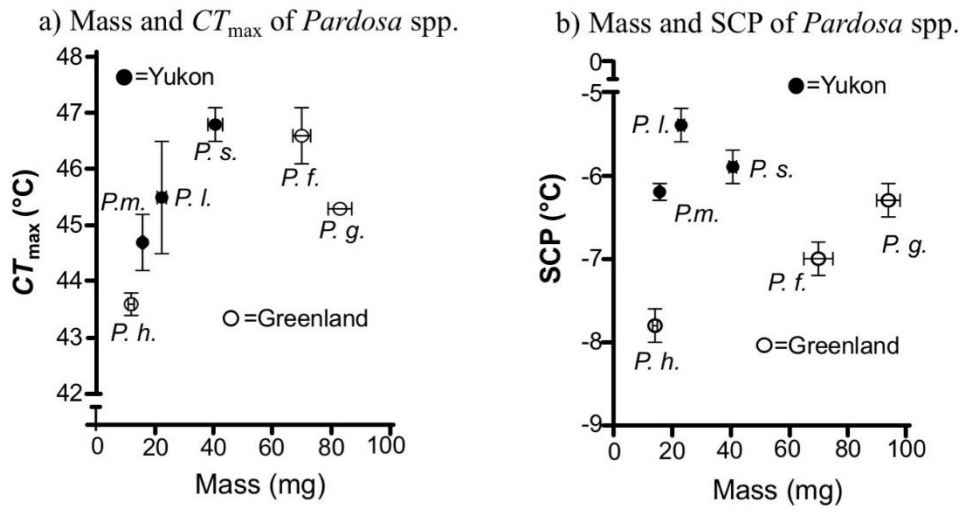 a) Mass and CTmax of Pardosa spp.
48
47
46
45
44
43
42
CTmax (°C)
●=Yukon
P. s.
P. f.
P. l.
P.m.
P. g.
P. h.
○=Greenland
0 20 40 60 80 100
Mass (mg)
b) Mass and SCP of Pardosa spp.
0
-5
-6
-7
-8
-9
SCP (°C)
●=Yukon
P. l.
P. s.
P.m.
P. g.
P. f.
P. h.
○=Greenland
0 20 40 60 80 100
Mass (mg)